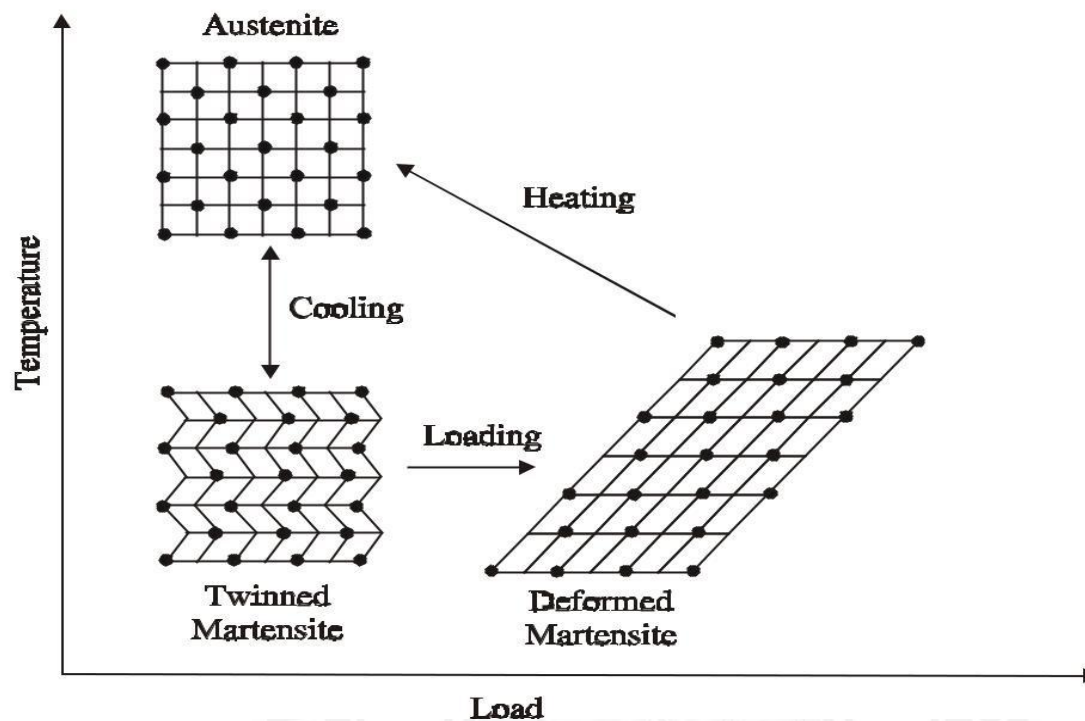 Austenite
Heating
Temperature
Cooling
Loading
Twinned
Martensite
Deformed
Martensite
Load